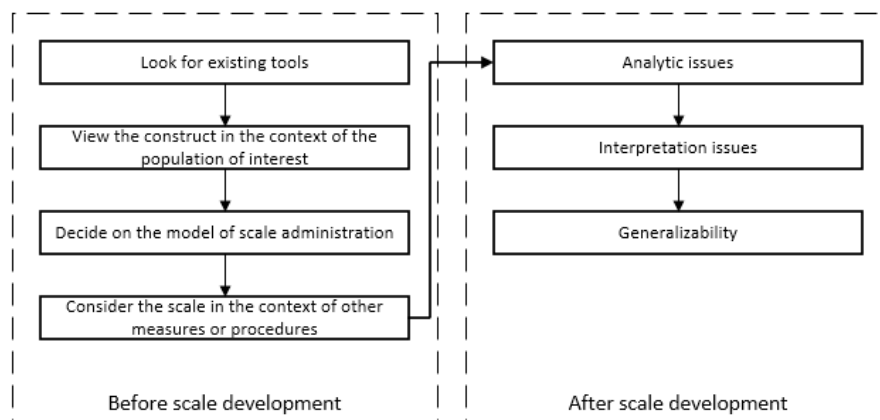 Look for existing tools
View the construct in the context of the
population of interest
Decide on the model of scale administration
Consider the scale in the context of other
measures or procedures
Before scale development
Analytic issues
Interpretation issues
Generalizability
After scale development